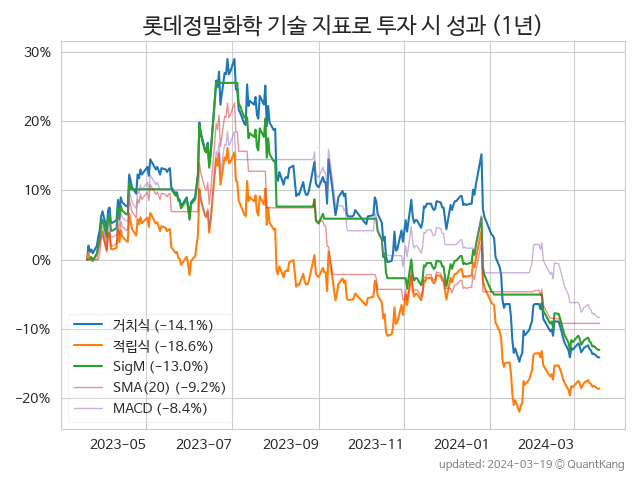 롯데정밀화학 기술 지표로 투자 시 성과 (1년)
30%
20%
10%
0%
−10%
−20%
거치식 (−14.1%)
적립식 (−18.6%)
SigM (−13.0%)
SMA(20) (−9.2%)
MACD (−8.4%)
2023−05 2023−07 2023−09 2023−11 2024−01 2024−03
updated: 2024−03−19 © QuantKang